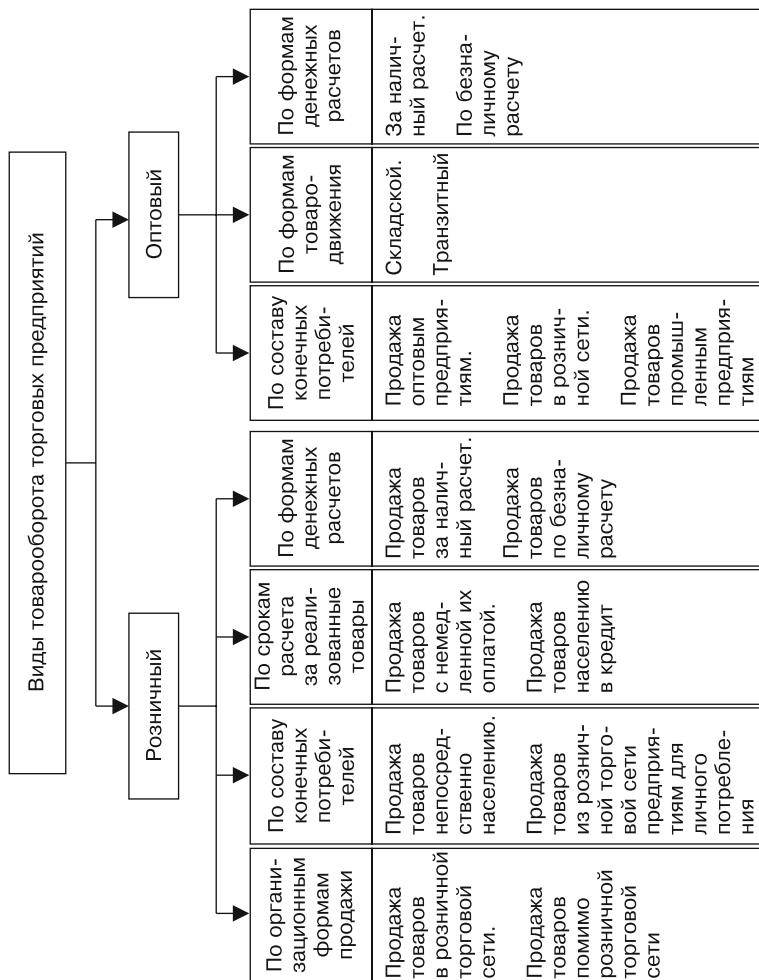 Виды товарооборота торговых предприятий
Розничный
Оптовый
По органи-
зационным
формам
продажи
Продажа
товаров
в розничной
торговой
сети.
Продажа
товаров
помимо
розничной
торговой
сети
По составу
конечных
потреби-
телей
Продажа
товаров
непосред-
ственно
населению.
Продажа
товаров
из рознич-
ной торго-
вой сети
предприя-
тиям для
личного
потребле-
ния
По срокам
расчета
за реали-
зованные
товары
Продажа
товаров
с немед-
ленной их
оплатой.
Продажа
товаров
населению
в кредит
По формам
денежных
расчетов
Продажа
товаров
за налич-
ный расчет.
Продажа
товаров
по безна-
личному
расчету
По составу
конечных
потреби-
телей
Продажа
оптовым
предприя-
тиям.
Продажа
товаров
в рознич-
ной сети.
Продажа
товаров
промыш-
ленным
предприя-
тиям
По формам
товаро-
движения
Складской.
Транзитный
По формам
денежных
расчетов
За налич-
ный расчет.
По безна-
личному
расчету